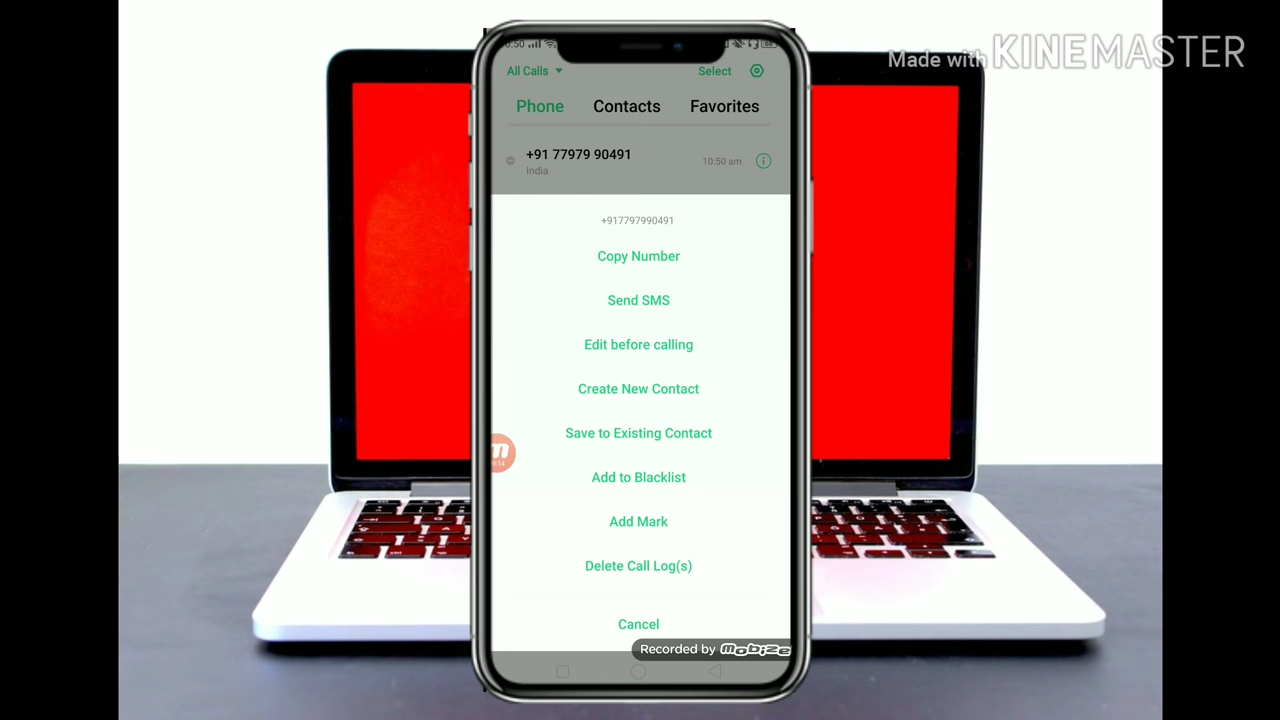 Made with KINEMASTER
All Calls
Select
Phone
Contacts
Favorites
+91 77979 90491
India
10:50 am
+917797990491
Copy Number
Send SMS
Edit before calling
Create New Contact
Save to Existing Contact
Add to Blacklist
Add Mark
Delete Call Log(s)
Cancel
Recorded by mobize